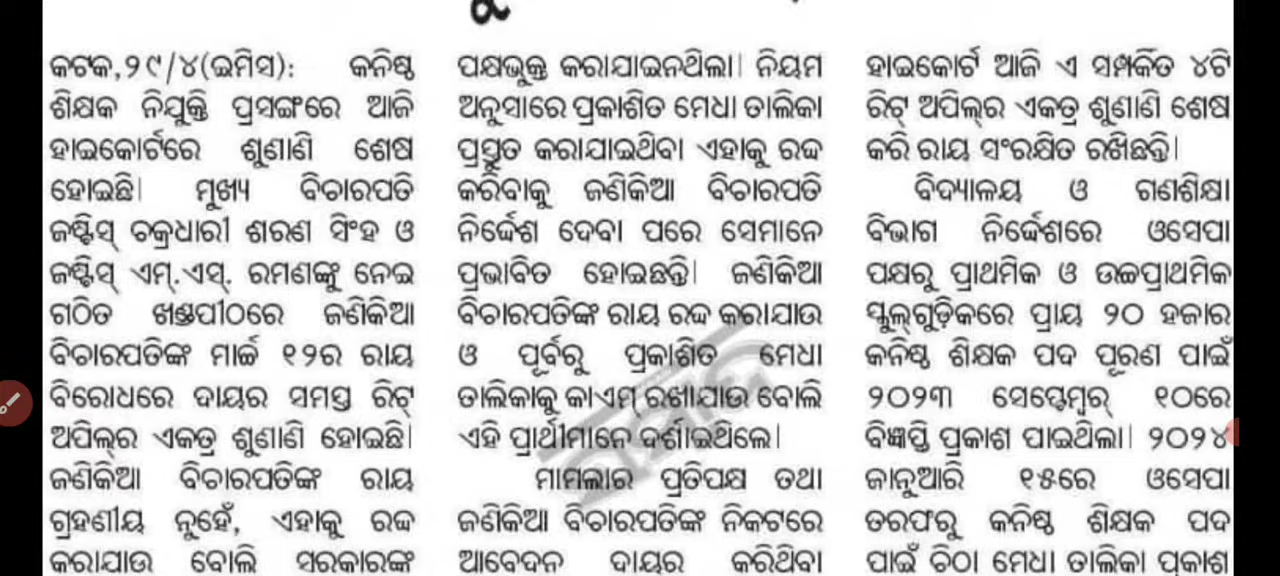 କଟକ,୨୯/୪(ଇମିସ): କନିଷ୍ଠ
ଶିକ୍ଷକ ନିଯୁକ୍ତି ପ୍ରସଙ୍ଗରେ ଆଜି
ହାଇକୋର୍ଟରେ ଶୁଣାଣି ଶେଷ
ହୋଇଛି। ମୁଖ୍ୟ ବିଚାରପତି
ଜଷ୍ଟିସ୍ ଚକ୍ରଧାରୀ ଶରଣ ସିଂହ ଓ
ଜଷ୍ଟିସ୍ ଏମ୍.ଏସ୍. ରମଣଙ୍କୁ ନେଇ
ଗଠିତ ଖଣ୍ଡପୀଠରେ ଜଣିକିଆ
ବିଚାରପତିଙ୍କ ମାର୍ଚ୍ଚ ୧୨ର ରାୟ
ବିରୋଧରେ ଦାୟର ସମସ୍ତ ରିଟ୍
ଅପିଲ୍‌ର ଏକତ୍ର ଶୁଣାଣି ହୋଇଛି।
ଜଣିକିଆ ବିଚାରପତିଙ୍କ ରାୟ
ଗ୍ରହଣୀୟ ନୁହେଁ, ଏହାକୁ ରଦ୍ଦ
କରାଯାଉ ବୋଲି ସରକାରଙ୍କ
ପକ୍ଷଭୁକ୍ତ କରାଯାଇନଥିଲା। ନିୟମ
ଅନୁସାରେ ପ୍ରକାଶିତ ମେଧା ତାଲିକା
ପ୍ରସ୍ତୁତ କରାଯାଇଥିବା ଏହାକୁ ରଦ୍ଦ
କରିବାକୁ ଜଣିକିଆ ବିଚାରପତି
ନିର୍ଦ୍ଦେଶ ଦେବା ପରେ ସେମାନେ
ପ୍ରଭାବିତ ହୋଇଛନ୍ତି। ଜଣିକିଆ
ବିଚାରପତିଙ୍କ ରାୟ ରଦ୍ଦ କରାଯାଉ
ଓ ପୂର୍ବରୁ ପ୍ରକାଶିତ ମେଧା
ତାଲିକାକୁ କାଏମ୍ ରଖାଯାଉ ବୋଲି
ଏହି ପ୍ରାର୍ଥୀମାନେ ଦର୍ଶାଇଥିଲେ।
ମାମଲାର ପ୍ରତିପକ୍ଷ ତଥା
ଜଣିକିଆ ବିଚାରପତିଙ୍କ ନିକଟରେ
ଆବେଦନ ଦାୟର କରିଥିବା
ହାଇକୋର୍ଟ ଆଜି ଏ ସମ୍ପର୍କିତ ୪ଟି
ରିଟ୍ ଅପିଲ୍‌ର ଏକତ୍ର ଶୁଣାଣି ଶେଷ
କରି ରାୟ ସଂରକ୍ଷିତ ରଖିଛନ୍ତି।
ବିଦ୍ୟାଳୟ ଓ ଗଣଶିକ୍ଷା
ବିଭାଗ ନିର୍ଦ୍ଦେଶରେ ଓସେପା
ପକ୍ଷରୁ ପ୍ରାଥମିକ ଓ ଉଚ୍ଚପ୍ରାଥମିକ
ସ୍କୁଲ୍‌ଗୁଡ଼ିକରେ ପ୍ରାୟ ୨୦ ହଜାର
କନିଷ୍ଠ ଶିକ୍ଷକ ପଦ ପୂରଣ ପାଇଁ
୨୦୨୩ ସେପ୍ଟେମ୍ବର୍ ୧୦ରେ
ବିଜ୍ଞପ୍ତି ପ୍ରକାଶ ପାଇଥିଲା। ୨୦୨୪
ଜାନୁଆରି ୧୫ରେ ଓସେପା
ତରଫରୁ କନିଷ୍ଠ ଶିକ୍ଷକ ପଦ
ପାଇଁ ଚିଠା ମେଧା ତାଲିକା ପ୍ରକାଶ